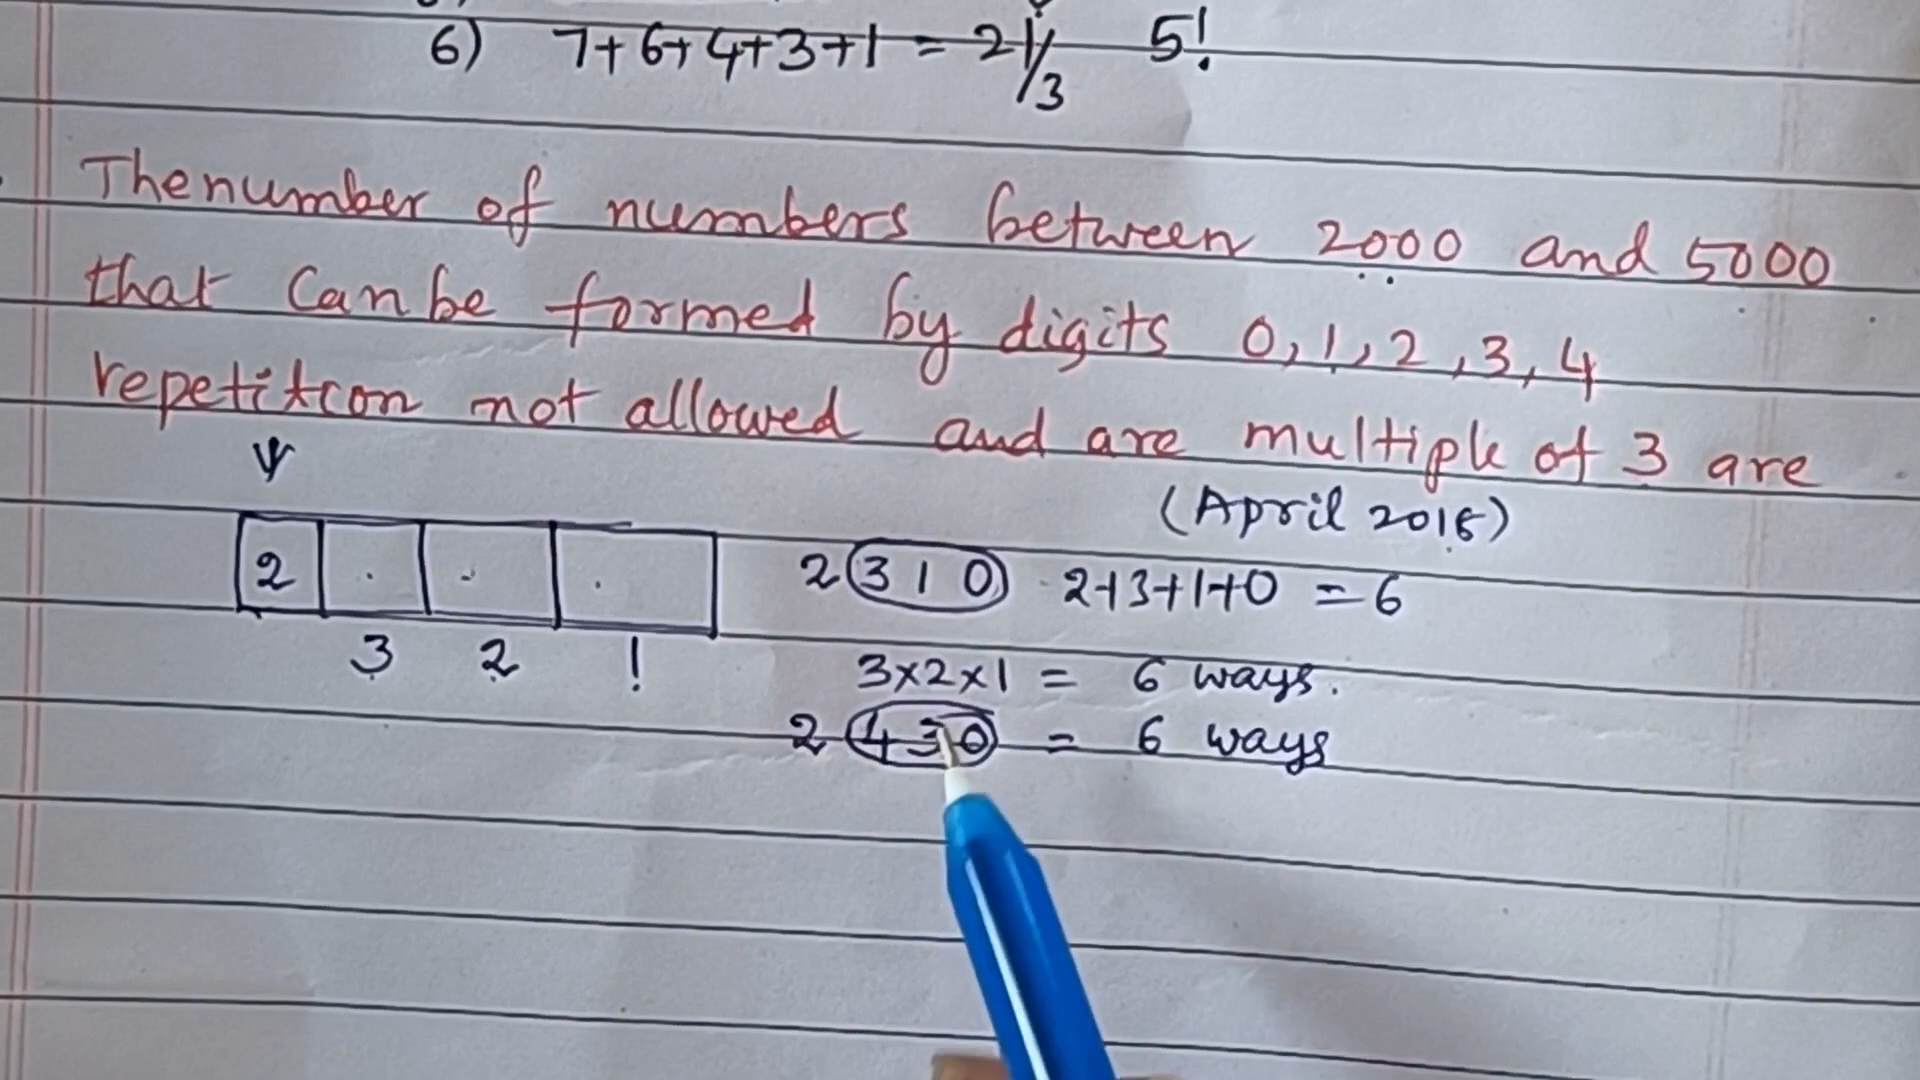 6) 7+6+4+3+1 = 21/3 5!
The number of numbers between 2000 and 5000
that can be formed by digits 0,1,2,3,4
repetition not allowed and are multiple of 3 are
(April 2018)
2 2 3 1 0 2+3+1+0 = 6
3 2 1 3×2×1 = 6 ways.
2 4 3 0 = 6 ways